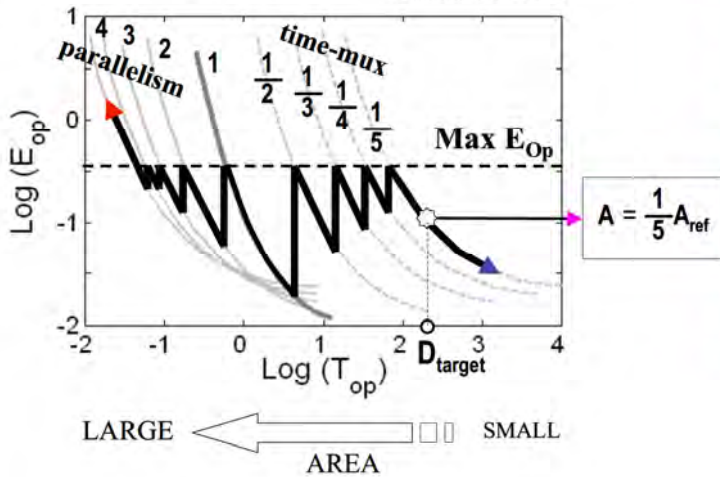 1
4 3 2 1
parallelism
time-mux
1/2 1/3 1/4 1/5
0
Max E_Op
Log (E_op)
-1
A = 1/5 A_ref
-2
-1 0 1 2 3 4
D_target
Log (T_op)
LARGE SMALL
AREA